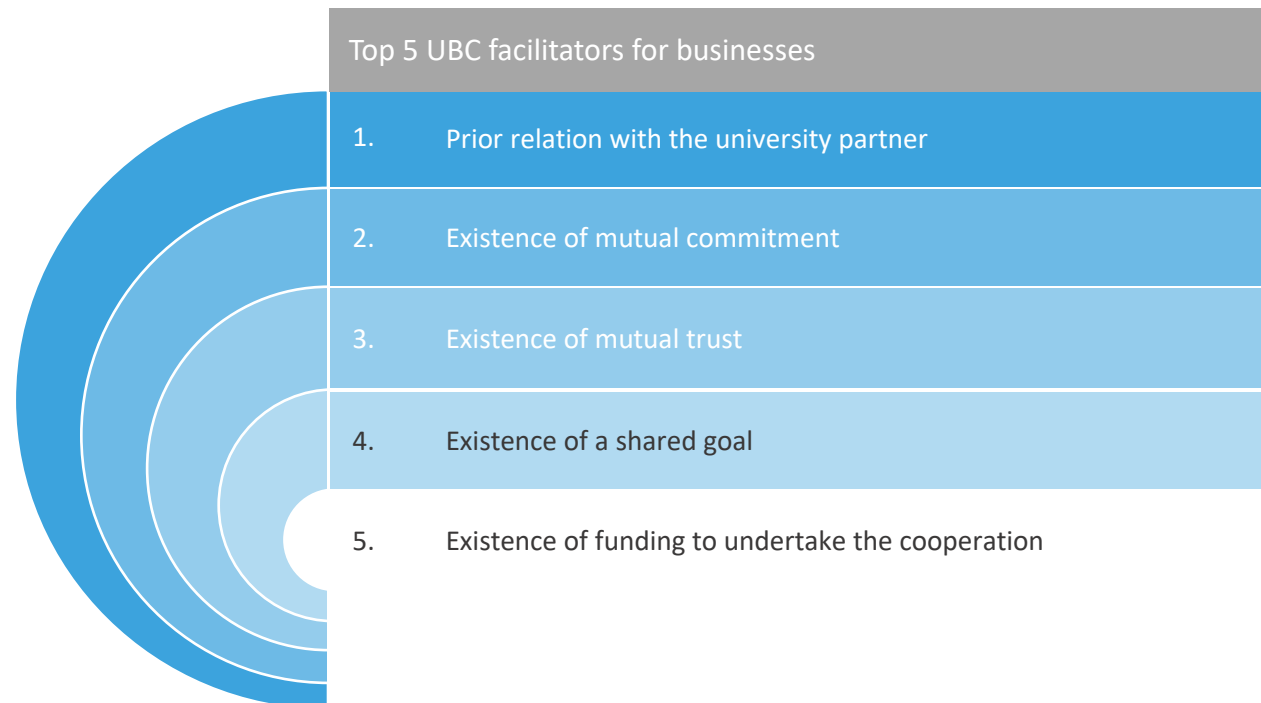 Top 5 UBC facilitators for businesses
1. Prior relation with the university partner
2. Existence of mutual commitment
3. Existence of mutual trust
4. Existence of a shared goal
5. Existence of funding to undertake the cooperation